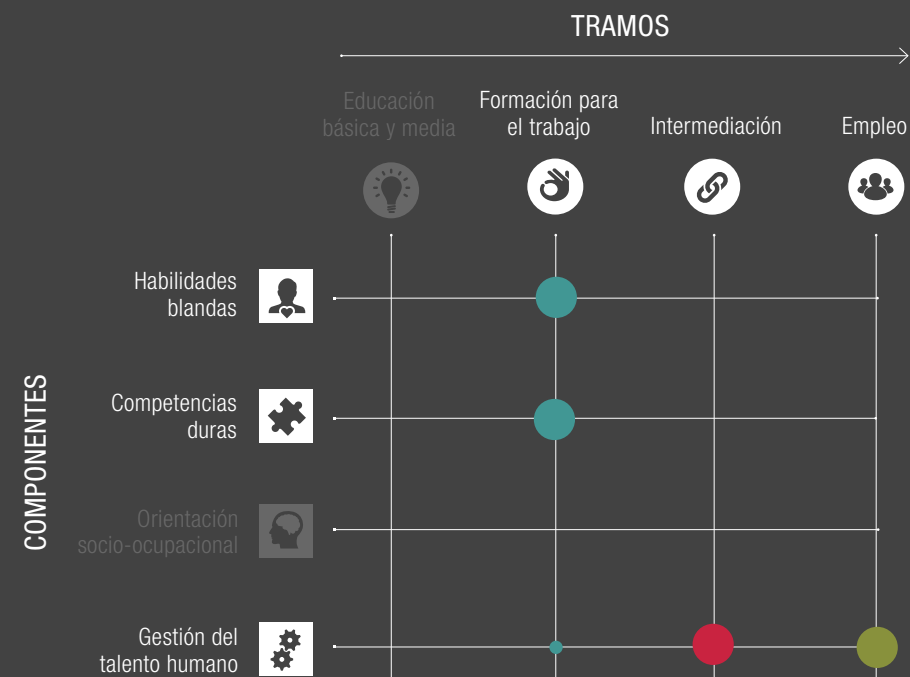 TRAMOS
Educación
básica y media
Formación para
el trabajo
Intermediación
Empleo
COMPONENTES
Habilidades
blandas
Competencias
duras
Orientación
socio-ocupacional
Gestión del
talento humano